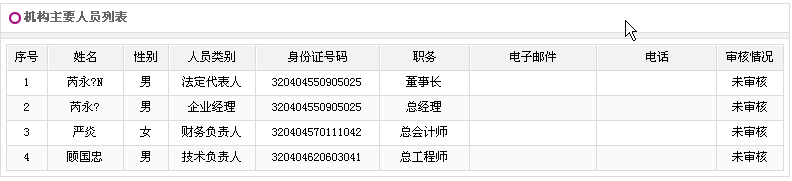 机构主要人员列表
序号 姓名 性别 人员类别 身份证号码 职务 电子邮件 电话 审核情况
1 芮永?N 男 法定代表人 320404550905025 董事长 未审核
2 芮永? 男 企业经理 320404550905025 总经理 未审核
3 严炎 女 财务负责人 320404570111042 总会计师 未审核
4 顾国忠 男 技术负责人 320404620603041 总工程师 未审核